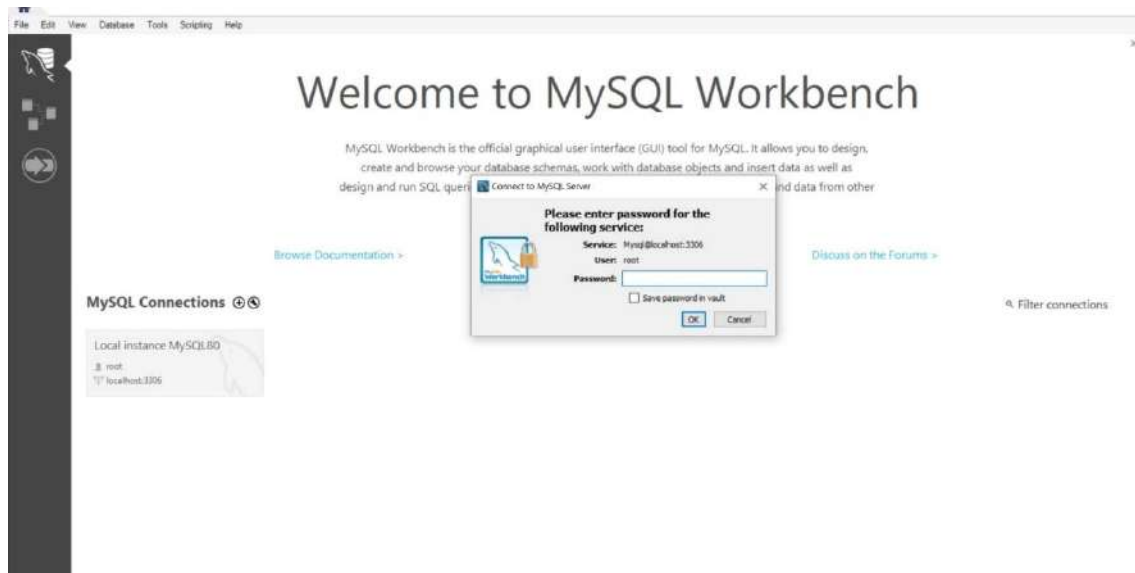 File Edit View Database Tools Scripting Help
Welcome to MySQL Workbench
MySQL Workbench is the official graphical user interface (GUI) tool for MySQL. It allows you to design,
create and browse your database schemas, work with database objects and insert data as well as
design and run SQL queri
nd data from other
Connect to MySQL Server
Please enter password for the
following service:
Service: Mysql@localhost:3306
User: root
Password:
Save password in vault
OK Cancel
Workbench
Browse Documentation >
Discuss on the Forums >
MySQL Connections
Filter connections
Local instance MySQL80
root
localhost:3306